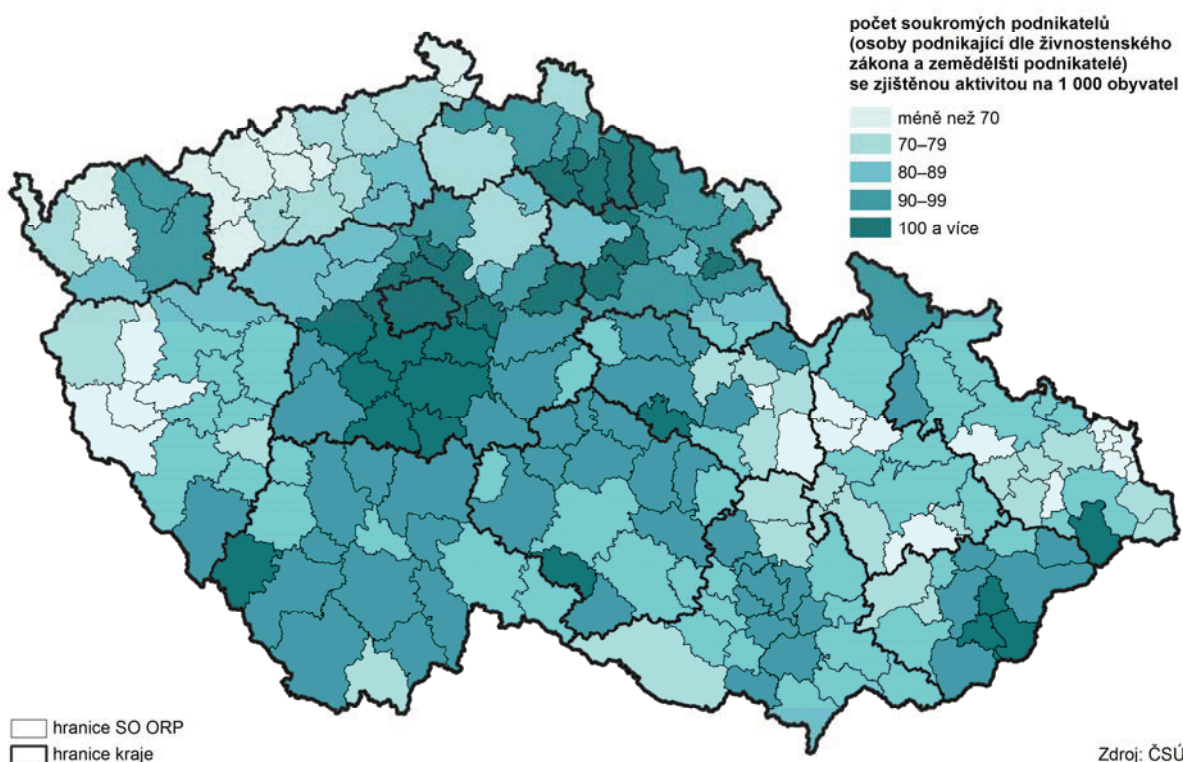 počet soukromých podnikatelů
(osoby podnikající dle živnostenského
zákona a zemědělští podnikatelé)
se zjištěnou aktivitou na 1 000 obyvatel
méně než 70
70–79
80–89
90–99
100 a více
hranice SO ORP
hranice kraje
Zdroj: ČSÚ